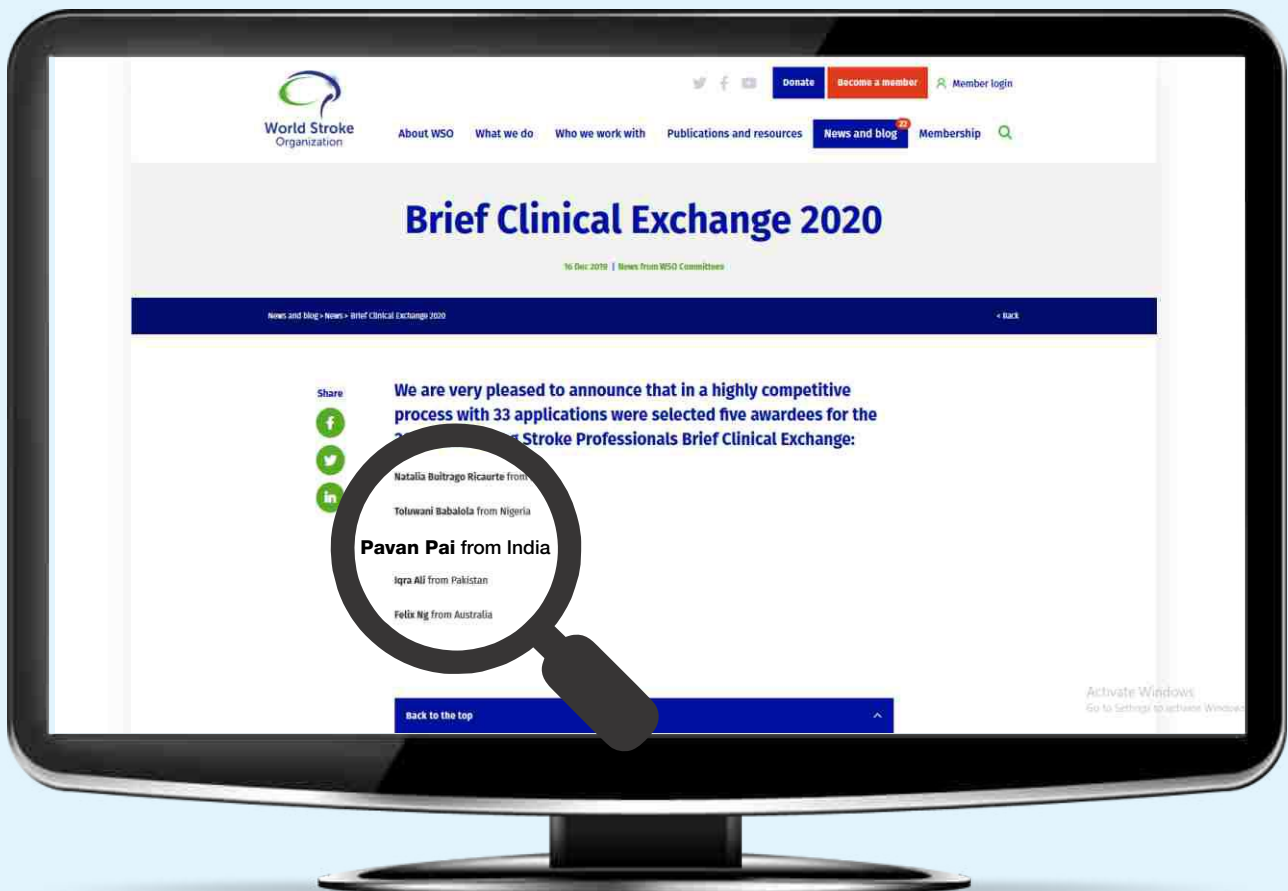 Donate
Become a member
Member login
World Stroke
Organization
About WSO
What we do
Who we work with
Publications and resources
News and blog
22
Membership
Brief Clinical Exchange 2020
16 Dec 2019 | News from WSO Committees
News and blog > News > Brief Clinical Exchange 2020
< Back
Share
We are very pleased to announce that in a highly competitive
process with 33 applications were selected five awardees for the
Stroke Professionals Brief Clinical Exchange:
f
in
Natalia Buitrago Ricaurte from
Toluwani Babalola from Nigeria
Pavan Pai from India
Iqra Ali from Pakistan
Felix Ng from Australia
Back to the top
Activate Windows
Go to Settings to activate Windows